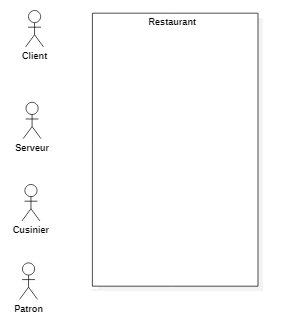 Restaurant
Client
Serveur
Cusinier
Patron